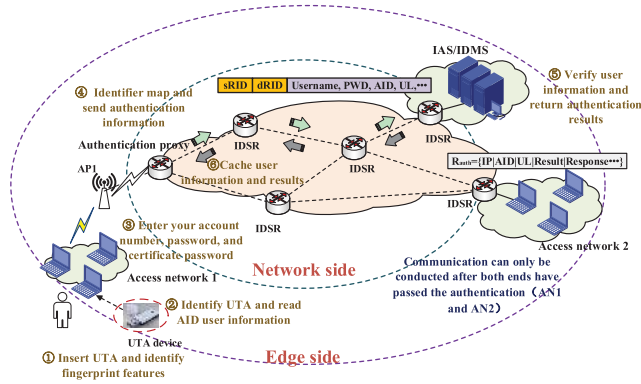 IAS/IDMS
sRID dRID Username, PWD, AID, UL,•••
⑤ Verify user
information and
return authentication
results
④ Identifier map and
send authentication
information
IDSR
IDSR
Authentication proxy
IDSR
API
⑥Cache user
information and results
Rauth={IP|AID|UL|Result|Response•••}
IDSR
IDSR
③ Enter your account
number, password, and
certificate password
Access network 1
Access network 2
Network side
Communication can only be
conducted after both ends have
passed the authentication（AN1
and AN2）
② Identify UTA and read
AID user information
UTA device
① Insert UTA and identify
fingerprint features
Edge side